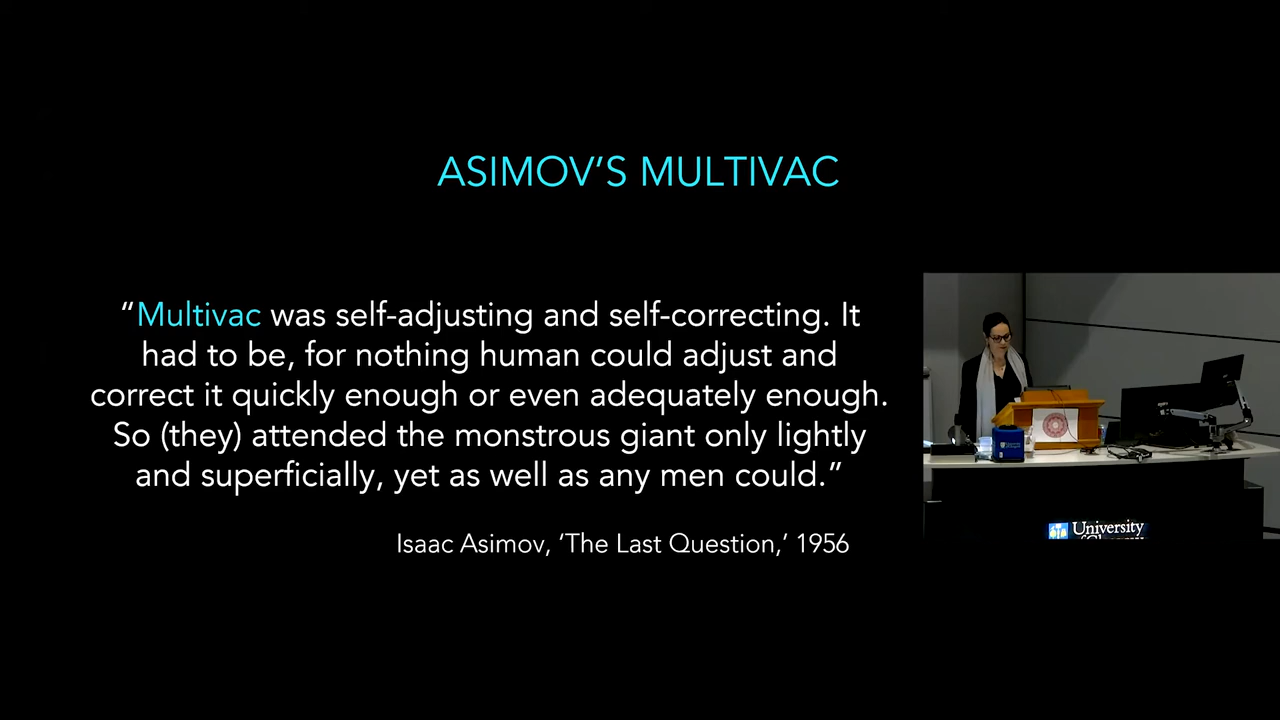 ASIMOV'S MULTIVAC
“Multivac was self-adjusting and self-correcting. It
had to be, for nothing human could adjust and
correct it quickly enough or even adequately enough.
So (they) attended the monstrous giant only lightly
and superficially, yet as well as any men could.”
Isaac Asimov, ‘The Last Question,’ 1956
University